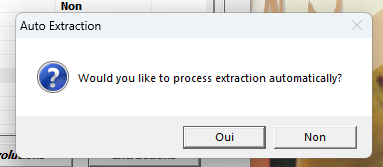 Non
Auto Extraction
Would you like to process extraction automatically?
Oui
Non